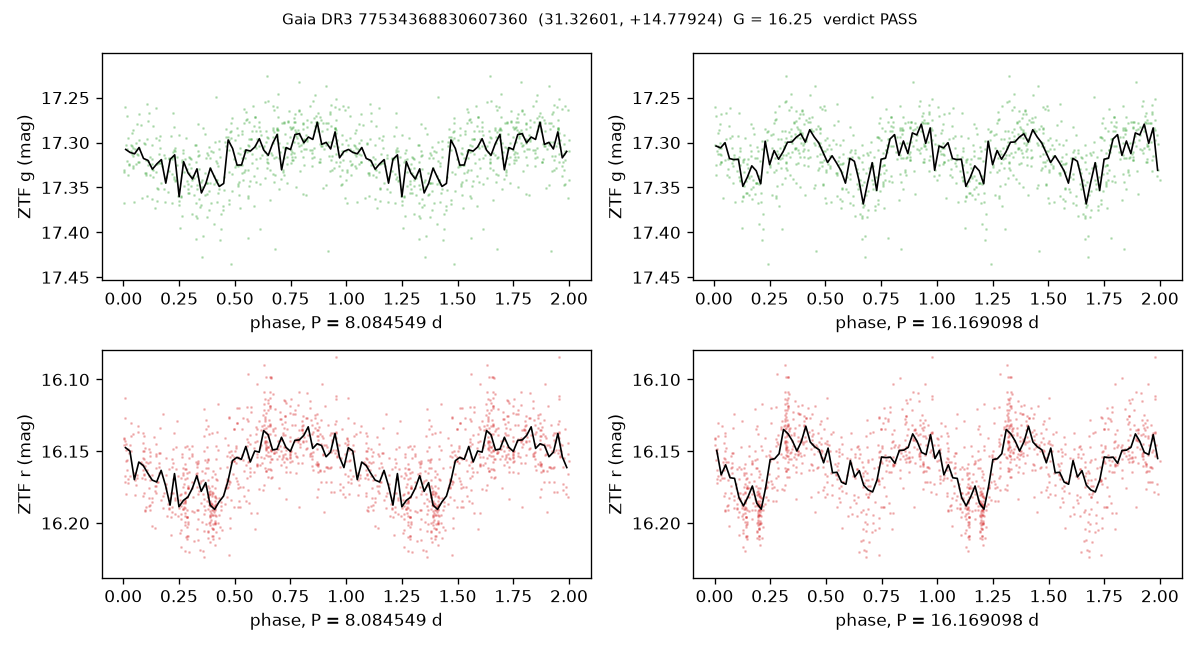 Gaia DR3 77534368830607360 (31.32601, +14.77924) G = 16.25 verdict PASS
ZTF g (mag)
17.25
17.30
17.35
17.40
17.45
0.00 0.25 0.50 0.75 1.00 1.25 1.50 1.75 2.00
phase, P = 8.084549 d
ZTF g (mag)
17.25
17.30
17.35
17.40
17.45
0.00 0.25 0.50 0.75 1.00 1.25 1.50 1.75 2.00
phase, P = 16.169098 d
ZTF r (mag)
16.10
16.15
16.20
0.00 0.25 0.50 0.75 1.00 1.25 1.50 1.75 2.00
phase, P = 8.084549 d
ZTF r (mag)
16.10
16.15
16.20
0.00 0.25 0.50 0.75 1.00 1.25 1.50 1.75 2.00
phase, P = 16.169098 d